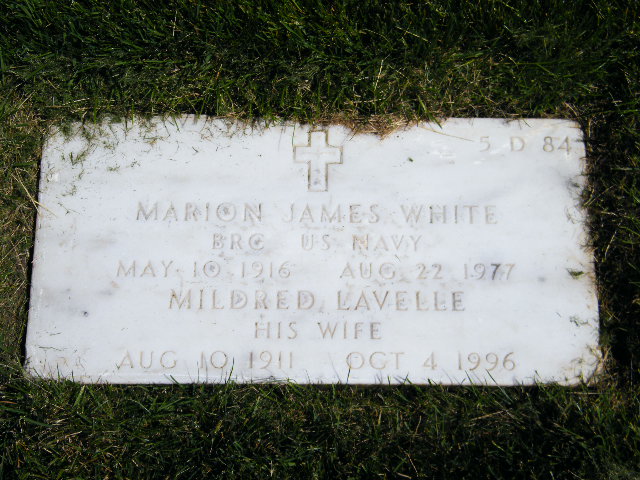 5 D 84
MARION JAMES WHITE
BRC US NAVY
MAY 10 1916 AUG 22 1977
MILDRED LAVELLE
HIS WIFE
AUG 10 1911 OCT 4 1996